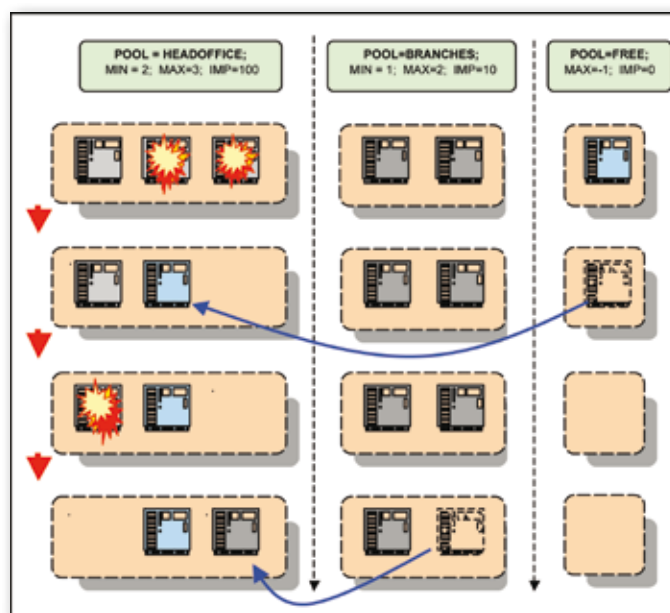 POOL = HEADOFFICE;
MIN = 2; MAX=3; IMP=100
POOL=BRANCHES;
MIN = 1; MAX=2; IMP=10
POOL=FREE;
MAX=-1; IMP=0